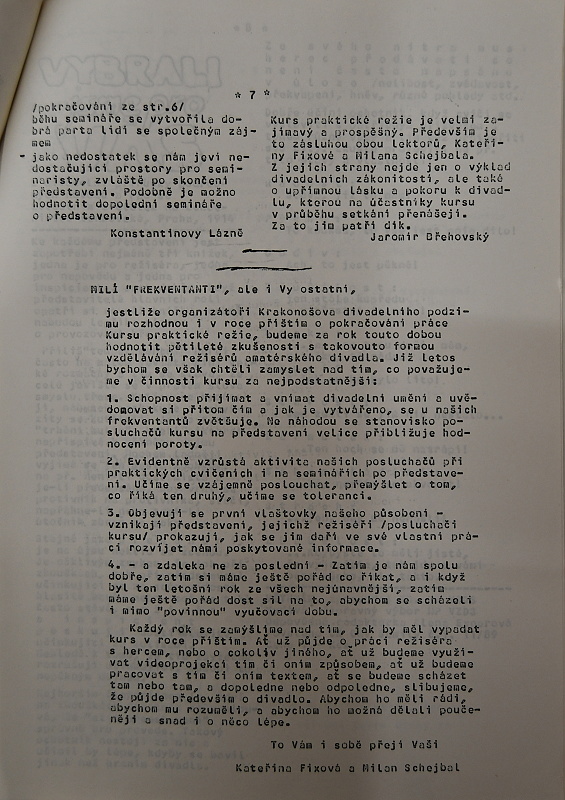 * 7 *
/pokračování ze str.6/
běhu semináře se vytvořila do-
brá parta lidí se společným záj-
mem
- jako nedostatek se nám jeví ne-
dostačující prostory pro semi-
naristy, zvláště po skončení
představení. Podobně je možno
hodnotit dopolední semináře
o představení.
Konstantinovy Lázně
Kurs praktické režie je velmi za-
jímavý a prospěšný. Především je
to zásluhou obou lektorů, Kateři-
ny Fixové a Milana Schejbala.
Z jejich strany nejde jen o výklad
divadelních zákonitostí, ale také
o upřímnou lásku a pokoru k divad-
lu, kterou na účastníky kursu
v průběhu setkání přenášejí.
Za to jim patří dík.
Jaromír Břehovský
MILÍ "FREKVENTANTI", ale i Vy ostatní,
jestliže organizátoři Krakonošova divadelního podzi-
mu rozhodnou i v roce příštím o pokračování práce
Kursu praktické režie, budeme za rok touto dobou
hodnotit pětileté zkušenosti s takovouto formou
vzdělávání režisérů amatérského divadla. Již letos
bychom se však chtěli zamyslet nad tím, co považuje-
me v činnosti kursu za nejpodstatnější:
1. Schopnost přijímat a vnímat divadelní umění a uvě-
domovat si přitom čím a jak je vytvářeno, se u našich
frekventantů zvětšuje. Ne náhodou se stanovisko po-
sluchačů kursu na představení velice přibližuje hod-
nocení poroty.
2. Evidentně vzrůstá aktivita našich posluchačů při
praktických cvičeních i na seminářích po představe-
ní. Učíme se vzájemně poslouchat, přemýšlet o tom,
co říká ten druhý, učíme se toleranci.
3. Objevují se první vlaštovky našeho působení -
vznikají představení, jejichž režiséři /posluchači
kursu/ prokazují, jak se jim daří ve své vlastní prá-
ci rozvíjet námi poskytované informace.
4. - a zdaleka ne za poslední - Zatím je nám spolu
dobře, zatím si máme ještě pořád co říkat, a i když
byl ten letošní rok ze všech nejúnavnější, zatím
máme ještě pořád dost sil na to, abychom se scházeli
i mimo "povinnou" vyučovací dobu.
Každý rok se zamýšlíme nad tím, jak by měl vypadat
kurs v roce příštím. Ať už půjde o práci režiséra
s hercem, nebo o cokoliv jiného, ať už budeme využí-
vat videoprojekci tím či oním způsobem, ať už budeme
pracovat s tím či oním textem, ať se budeme scházet
tam nebo tam, a dopoledne nebo odpoledne, slibujeme,
že půjde především o divadlo. Abychom ho měli rádi,
abychom mu rozuměli, a abychom ho možná dělali pouče-
něji a snad i o něco lépe.
To Vám i sobě přejí Vaši
Kateřina Fixová a Milan Schejbal